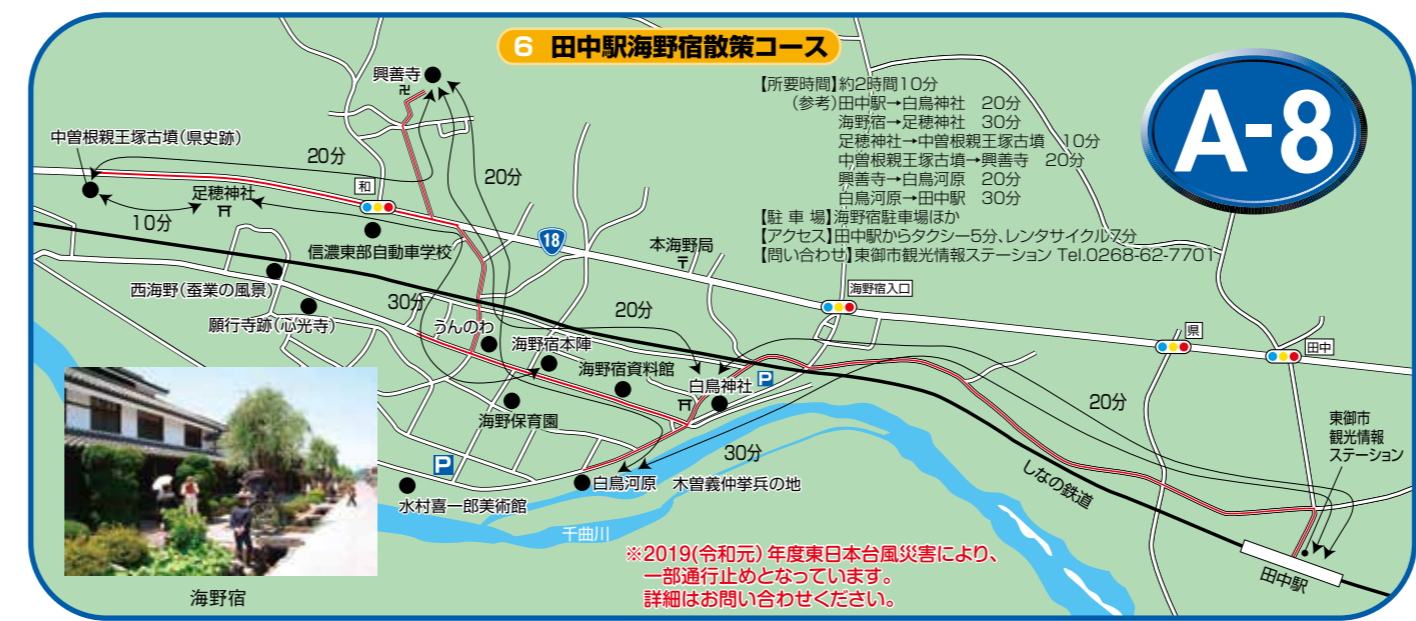 6 田中駅海野宿散策コース
A-8
【所要時間】約2時間10分
(参考)田中駅→白鳥神社 20分
海野宿→足穂神社 30分
足穂神社→中曽根親王塚古墳 10分
中曽根親王塚古墳→興善寺 20分
興善寺→白鳥河原 20分
白鳥河原→田中駅 30分
【駐車場】海野宿駐車場ほか
【アクセス】田中駅からタクシー5分、レンタサイクル7分
【問い合わせ】東御市観光情報ステーション Tel.0268-62-7701
興善寺
中曽根親王塚古墳(県史跡)
20分
20分
足穂神社
和
10分
信濃東部自動車学校
18
本海野局
海野宿入口
西海野(蚕業の風景)
願行寺跡(心光寺)
30分
うんのわ
20分
海野宿本陣
海野宿資料館
白鳥神社
P
県
田中
海野保育園
20分
東御市
観光情報
ステーション
P
30分
白鳥河原 木曽義仲挙兵の地
水村喜一郎美術館
しなの鉄道
千曲川
田中駅
※2019(令和元)年度東日本台風災害により、
一部通行止めとなっています。
詳細はお問い合わせください。
海野宿